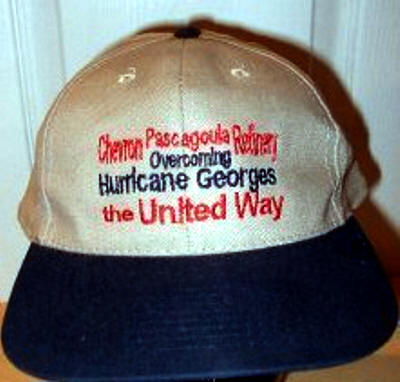 Chevron Pascagoula Refinery
Overcoming
Hurricane Georges
the United Way